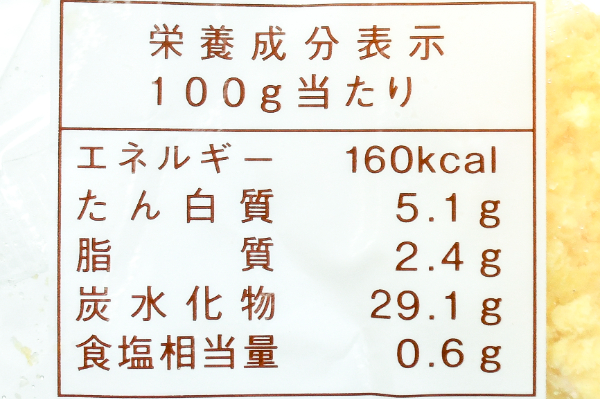 栄養成分表示
100g当たり
エネルギー 160kcal
たん白質 5.1g
脂質 2.4g
炭水化物 29.1g
食塩相当量 0.6g